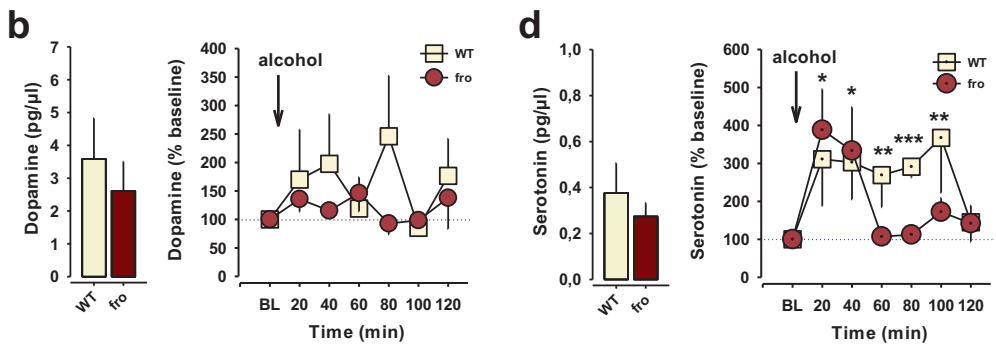 b
Dopamine (pg/µl)
7
6
5
4
3
2
1
0
WT
fro
Dopamine (% baseline)
400
350
300
250
200
150
100
50
0
alcohol
WT
fro
BL 20 40 60 80 100 120
Time (min)
d
Serotonin (pg/µl)
1,0
0,8
0,6
0,4
0,2
0,0
WT
fro
Serotonin (% baseline)
600
500
400
300
200
100
0
alcohol
WT
fro
* * ** *** **
BL 20 40 60 80 100 120
Time (min)